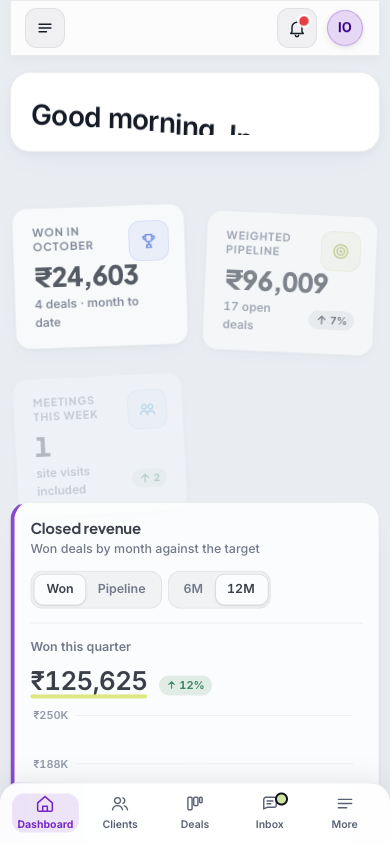 IO
Good morning
WON IN
OCTOBER
₹24,603
4 deals · month to
date
WEIGHTED
PIPELINE
₹96,009
17 open
deals
↑ 7%
MEETINGS
THIS WEEK
1
site visits
included
↑ 2
Closed revenue
Won deals by month against the target
Won Pipeline 6M 12M
Won this quarter
₹125,625
↑ 12%
₹250K
₹188K
Dashboard Clients Deals Inbox More